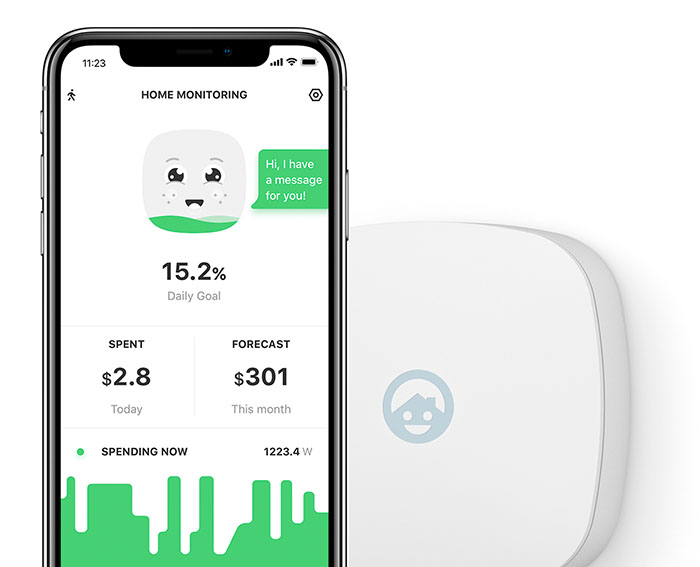 11:23
HOME MONITORING
Hi, I have
a message
for you!
15.2%
Daily Goal
SPENT
FORECAST
$2.8
$301
Today
This month
SPENDING NOW
1223.4 W